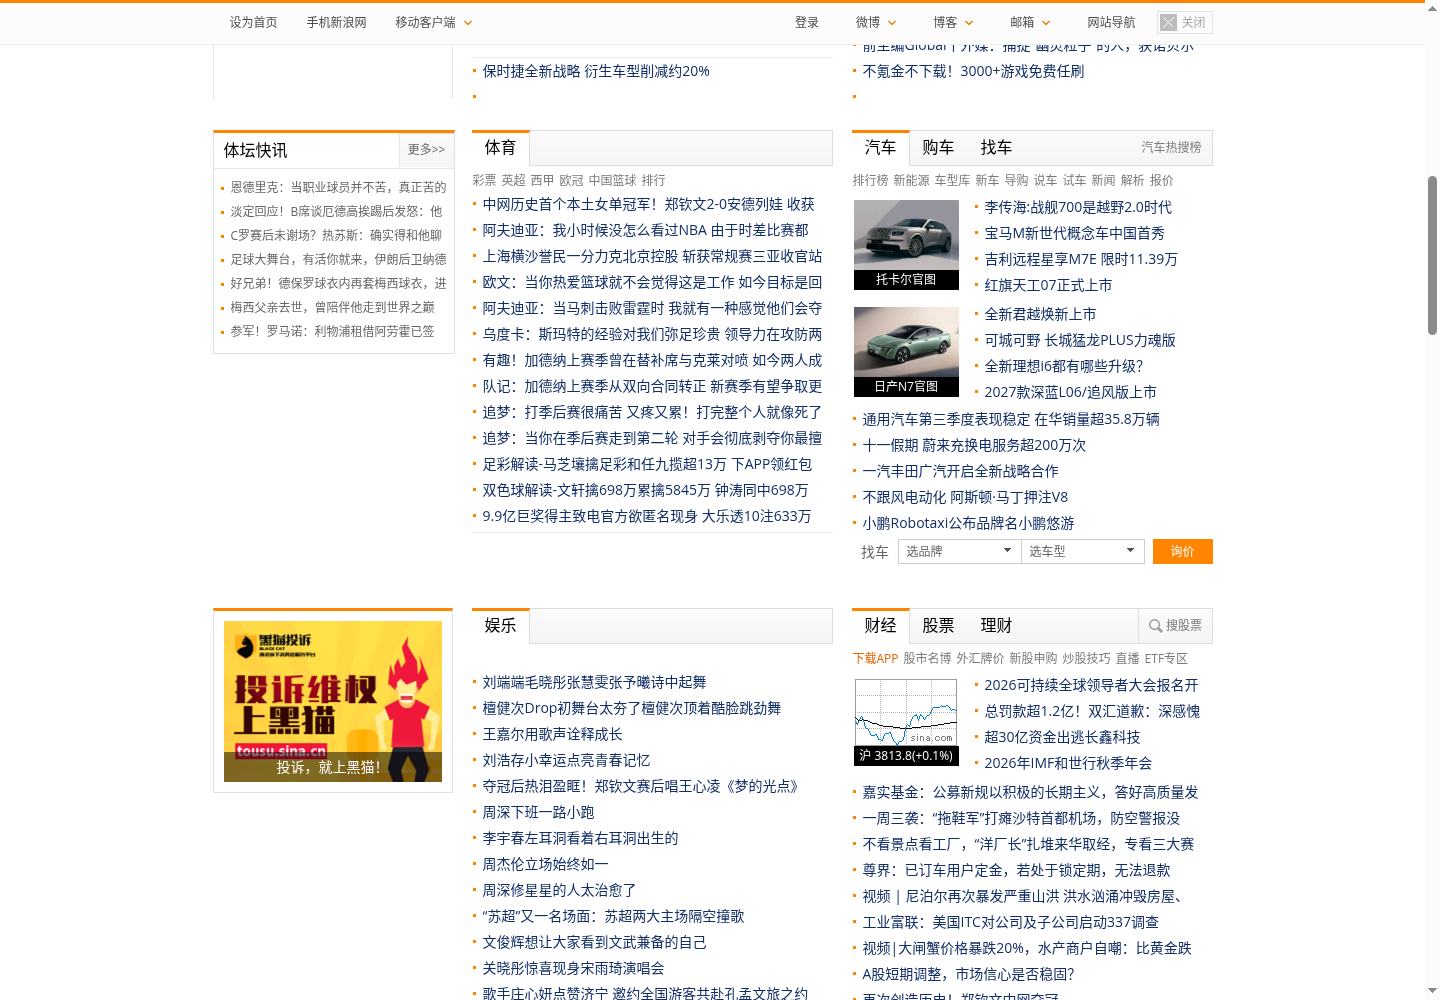 设为首页 手机新浪网 移动客户端 登录 微博 博客 邮箱 网站导航 关闭
保时捷全新战略 衍生车型削减约20%
不氪金不下载！3000+游戏免费任刷
体坛快讯 更多>>
恩德里克：当职业球员并不苦，真正苦的
淡定回应！B席谈厄德高挨踢后发怒：他
C罗赛后未谢场？热苏斯：确实得和他聊
足球大舞台，有活你就来，伊朗后卫纳德
好兄弟！德保罗球衣内再套梅西球衣，进
梅西父亲去世，曾陪伴他走到世界之巅
参军！罗马诺：利物浦租借阿劳霍已签
体育
彩票 英超 西甲 欧冠 中国篮球 排行
中网历史首个本土女单冠军！郑钦文2-0安德列娃 收获
阿夫迪亚：我小时候没怎么看过NBA 由于时差比赛都
上海横沙誉民一分力克北京控股 斩获常规赛三亚收官站
欧文：当你热爱篮球就不会觉得这是工作 如今目标是回
阿夫迪亚：当马刺击败雷霆时 我就有一种感觉他们会夺
乌度卡：斯玛特的经验对我们弥足珍贵 领导力在攻防两
有趣！加德纳上赛季曾在替补席与克莱对喷 如今两人成
队记：加德纳上赛季从双向合同转正 新赛季有望争取更
追梦：打季后赛很痛苦 又疼又累！打完整个人就像死了
追梦：当你在季后赛走到第二轮 对手会彻底剥夺你最擅
足彩解读-马芝壤擒足彩和任九揽超13万 下APP领红包
双色球解读-文轩擒698万累擒5845万 钟涛同中698万
9.9亿巨奖得主致电官方欲匿名现身 大乐透10注633万
汽车 购车 找车 汽车热搜榜
排行榜 新能源 车型库 新车 导购 说车 试车 新闻 解析 报价
托卡尔官图
李传海:战舰700是越野2.0时代
宝马M新世代概念车中国首秀
吉利远程星享M7E 限时11.39万
红旗天工07正式上市
日产N7官图
全新君越焕新上市
可城可野 长城猛龙PLUS力魂版
全新理想i6都有哪些升级？
2027款深蓝L06/追风版上市
通用汽车第三季度表现稳定 在华销量超35.8万辆
十一假期 蔚来充换电服务超200万次
一汽丰田广汽开启全新战略合作
不跟风电动化 阿斯顿·马丁押注V8
小鹏Robotaxi公布品牌名小鹏悠游
找车 选品牌 选车型 询价
黑猫投诉
BLACK CAT
投诉维权
上黑猫
tousu.sina.cn
投诉，就上黑猫！
娱乐
刘端端毛晓彤张慧雯张予曦诗中起舞
檀健次Drop初舞台太夯了檀健次顶着酷脸跳劲舞
王嘉尔用歌声诠释成长
刘浩存小幸运点亮青春记忆
夺冠后热泪盈眶！郑钦文赛后唱王心凌《梦的光点》
周深下班一路小跑
李宇春左耳洞看着右耳洞出生的
周杰伦立场始终如一
周深修星星的人太治愈了
“苏超”又一名场面：苏超两大主场隔空撞歌
文俊辉想让大家看到文武兼备的自己
关晓彤惊喜现身宋雨琦演唱会
歌手庄心妍点赞济宁 邀约全国游客共赴孔孟文旅之约
财经 股票 理财 搜股票
下载APP 股市名博 外汇牌价 新股申购 炒股技巧 直播 ETF专区
sina.com
沪 3813.8(+0.1%)
2026可持续全球领导者大会报名开
总罚款超1.2亿！双汇道歉：深感愧
超30亿资金出逃长鑫科技
2026年IMF和世行秋季年会
嘉实基金：公募新规以积极的长期主义，答好高质量发
一周三袭：“拖鞋军”打瘫沙特首都机场，防空警报没
不看景点看工厂，“洋厂长”扎堆来华取经，专看三大赛
尊界：已订车用户定金，若处于锁定期，无法退款
视频 | 尼泊尔再次暴发严重山洪 洪水汹涌冲毁房屋、
工业富联：美国ITC对公司及子公司启动337调查
视频|大闸蟹价格暴跌20%，水产商户自嘲：比黄金跌
A股短期调整，市场信心是否稳固？